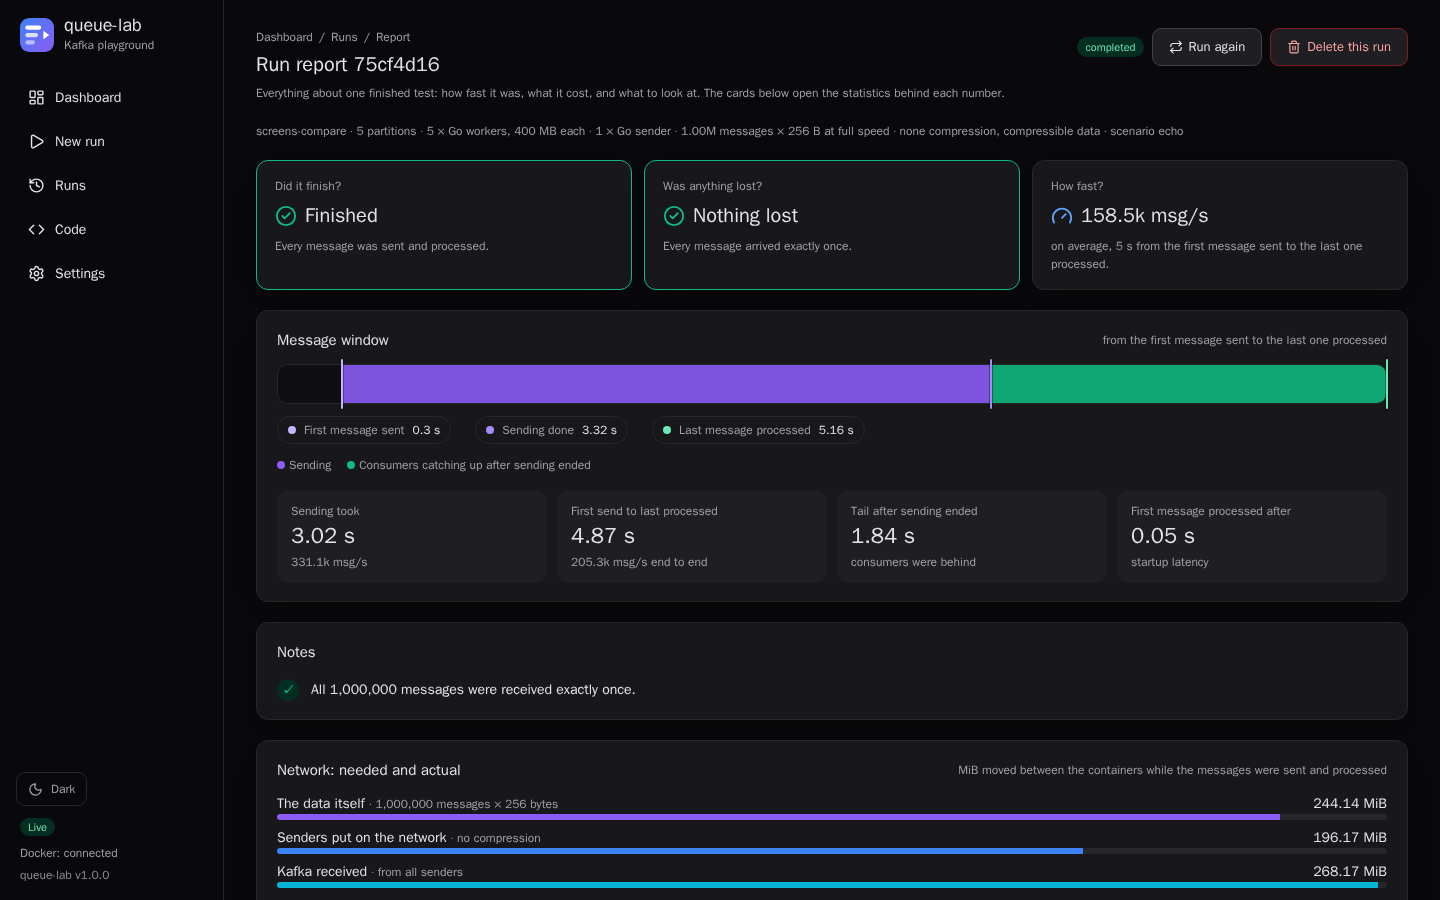 queue-lab
Kafka playground
Dashboard
New run
Runs
Code
Settings
Dark
Live
Docker: connected
queue-lab v1.0.0
Dashboard / Runs / Report
Run report 75cf4d16
Everything about one finished test: how fast it was, what it cost, and what to look at. The cards below open the statistics behind each number.
completed
Run again
Delete this run
screens-compare · 5 partitions · 5 × Go workers, 400 MB each · 1 × Go sender · 1.00M messages × 256 B at full speed · none compression, compressible data · scenario echo
Did it finish?
Finished
Every message was sent and processed.
Was anything lost?
Nothing lost
Every message arrived exactly once.
How fast?
158.5k msg/s
on average, 5 s from the first message sent to the last one
processed.
Message window
from the first message sent to the last one processed
First message sent 0.3 s
Sending done 3.32 s
Last message processed 5.16 s
Sending
Consumers catching up after sending ended
Sending took
3.02 s
331.1k msg/s
First send to last processed
4.87 s
205.3k msg/s end to end
Tail after sending ended
1.84 s
consumers were behind
First message processed after
0.05 s
startup latency
Notes
All 1,000,000 messages were received exactly once.
Network: needed and actual
MiB moved between the containers while the messages were sent and processed
The data itself · 1,000,000 messages × 256 bytes 244.14 MiB
Senders put on the network · no compression 196.17 MiB
Kafka received · from all senders 268.17 MiB